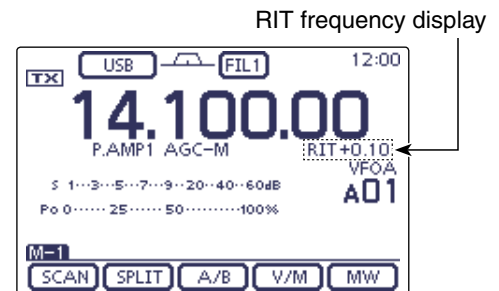 RIT frequency display
USB FIL1 12:00
TX
14.100.00
P.AMP1 AGC-M RIT+0.10
VFOA
S 1···3··5··7··9··20··40··60dB A01
Po 0······ 25······ 50···········100%
M-1
SCAN SPLIT A/B V/M MW